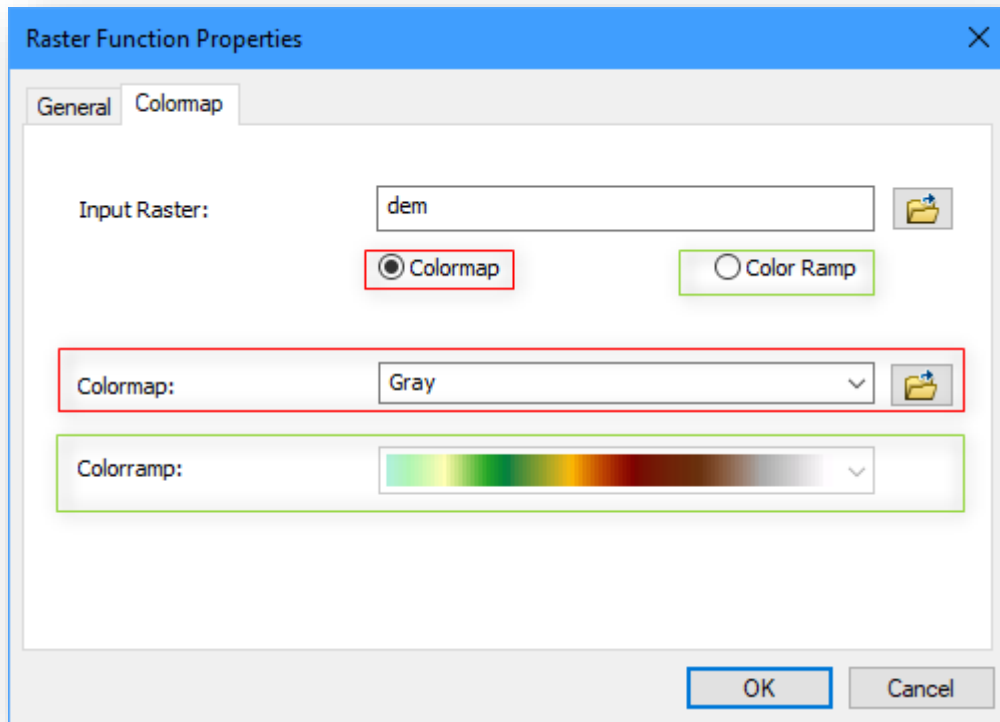 Raster Function Properties
General
Colormap
Input Raster:
dem
Colormap
Color Ramp
Colormap:
Gray
Colorramp:
OK
Cancel